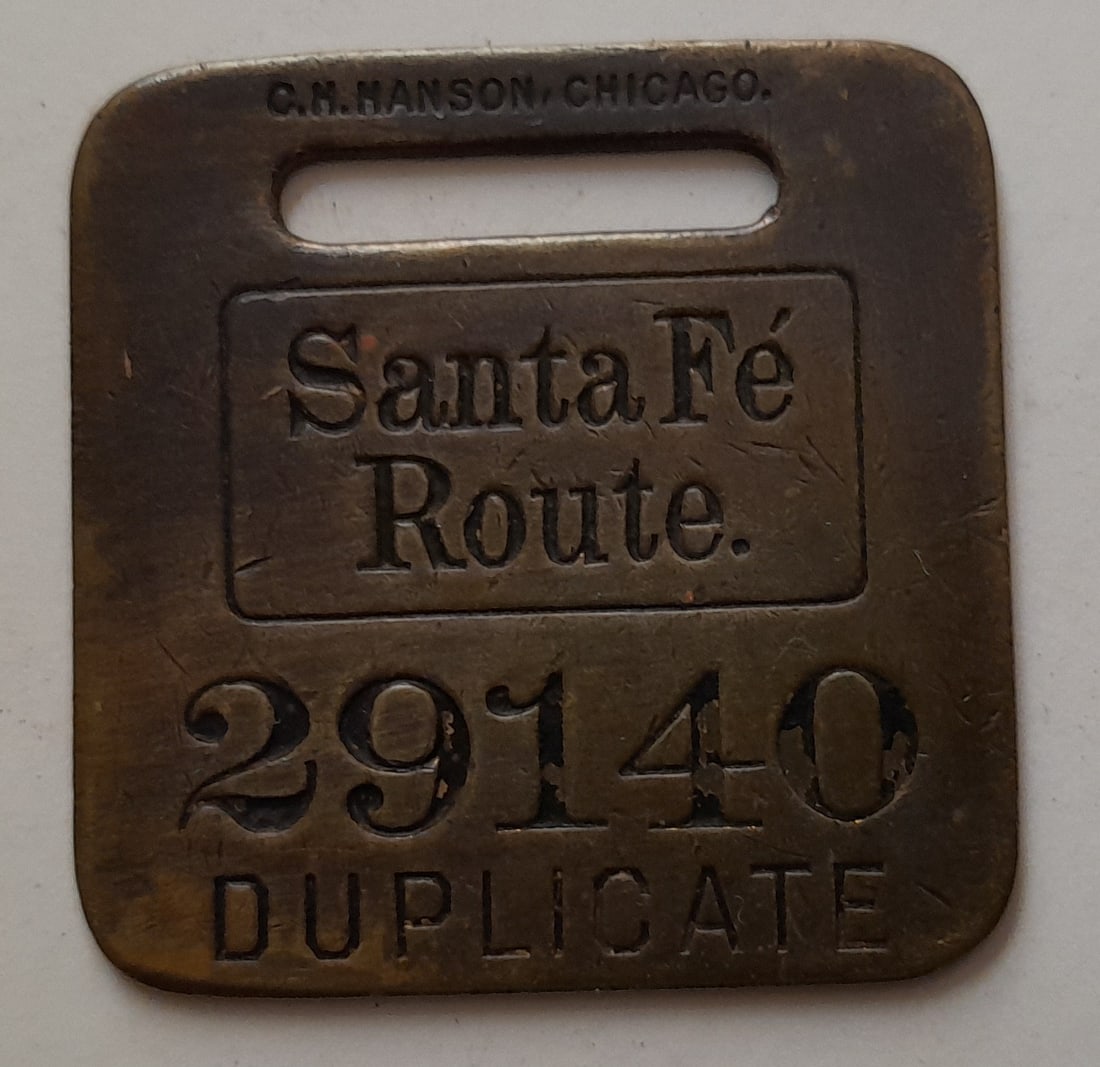 C.H.HANSON, CHICAGO.
Santa Fé
Route.
29140
DUPLICATE